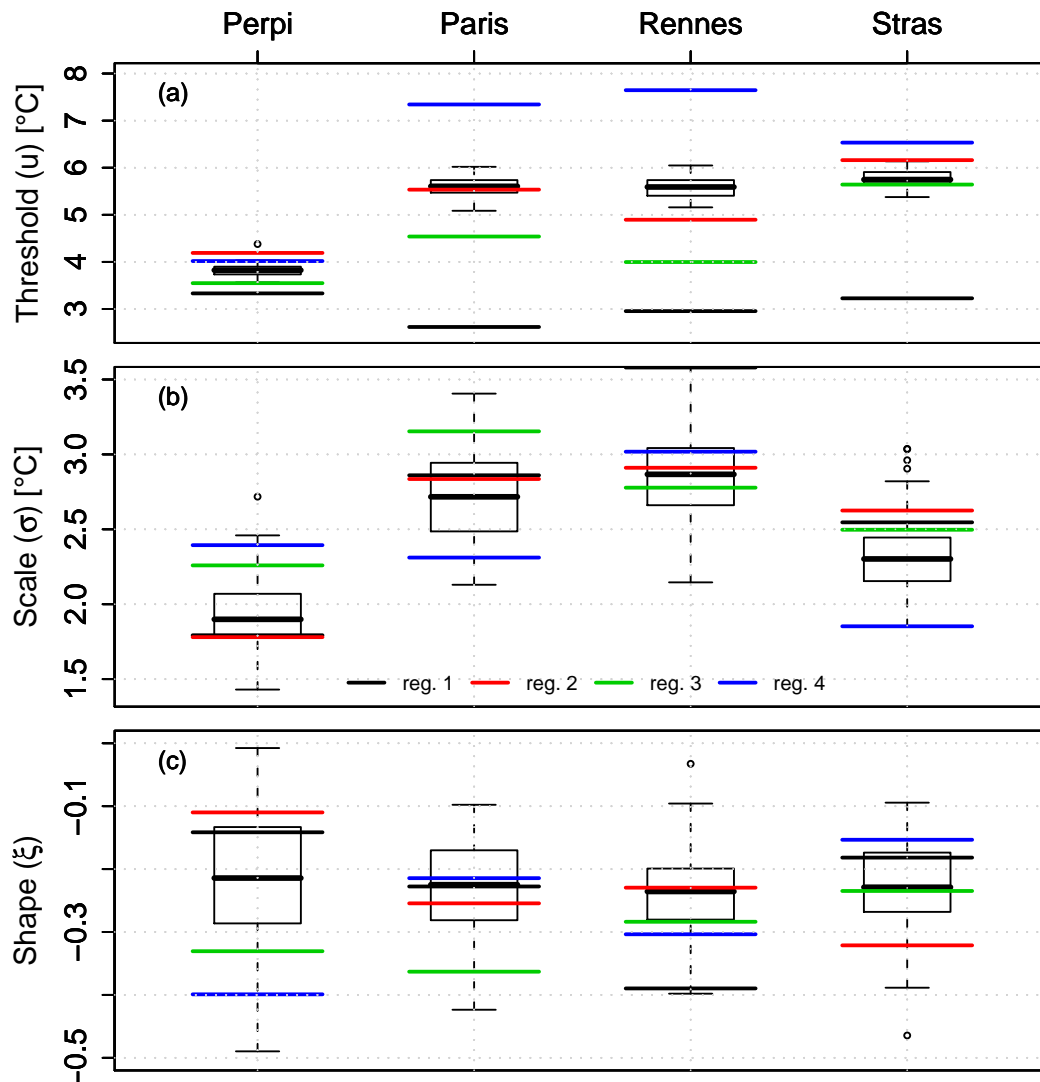 Perpi Paris Rennes Stras
(a)
Threshold (u) [°C]
8
7
6
5
4
3
(b)
Scale (σ) [°C]
3.5
3.0
2.5
2.0
1.5
reg. 1 reg. 2 reg. 3 reg. 4
(c)
Shape (ξ)
−0.1
−0.3
−0.5